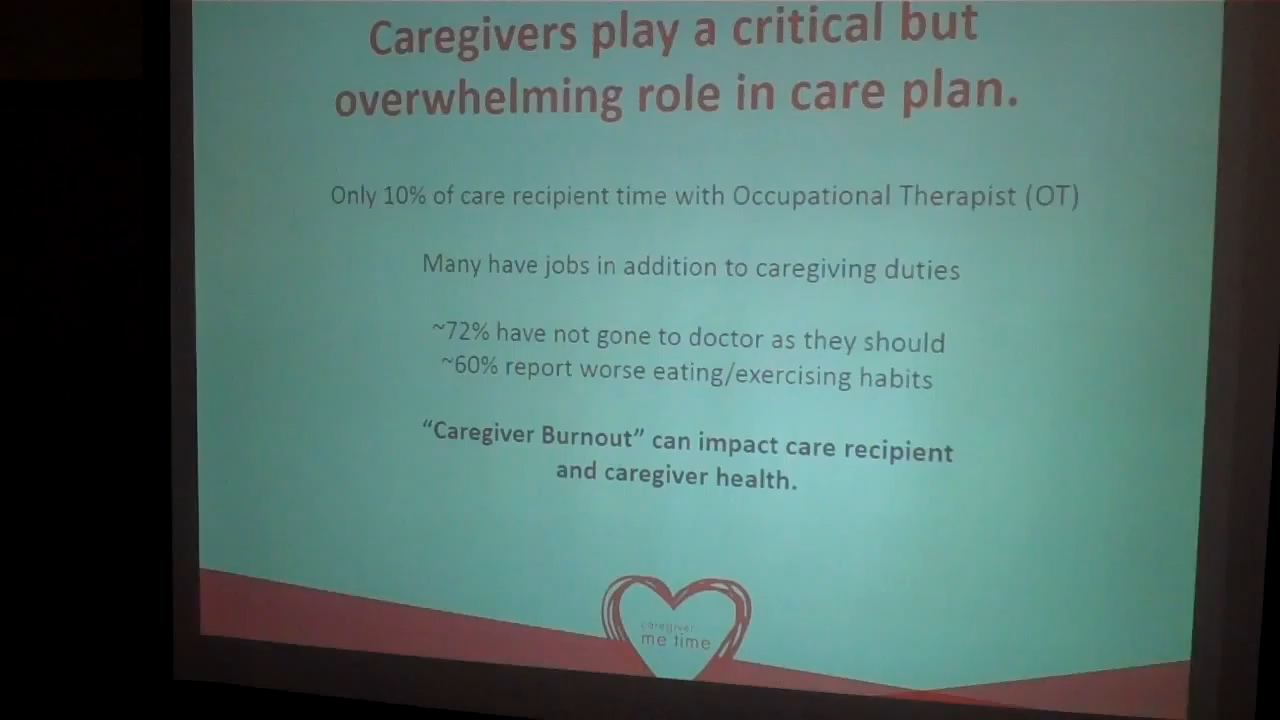 Caregivers play a critical but
overwhelming role in care plan.
Only 10% of care recipient time with Occupational Therapist (OT)
Many have jobs in addition to caregiving duties
~72% have not gone to doctor as they should
~60% report worse eating/exercising habits
“Caregiver Burnout” can impact care recipient
and caregiver health.
caregiver
me time